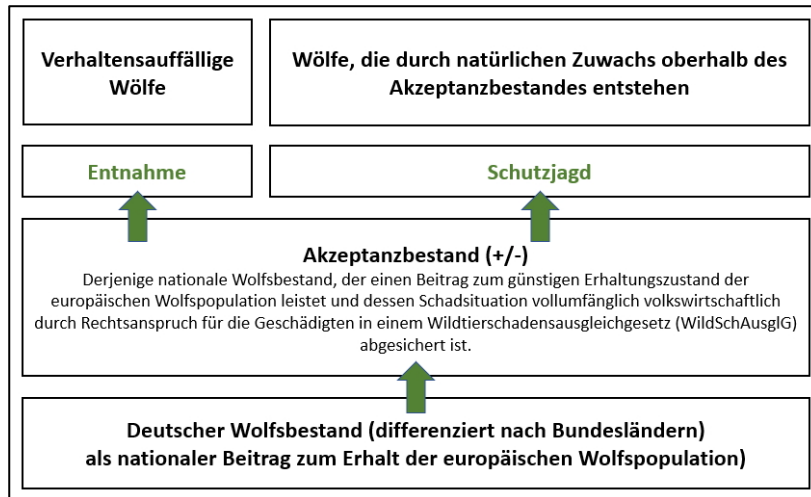 Verhaltensauffällige
Wölfe
Wölfe, die durch natürlichen Zuwachs oberhalb des
Akzeptanzbestandes entstehen
Entnahme
Schutzjagd
Akzeptanzbestand (+/-)
Derjenige nationale Wolfsbestand, der einen Beitrag zum günstigen Erhaltungszustand der
europäischen Wolfspopulation leistet und dessen Schadsituation vollumfänglich volkswirtschaftlich
durch Rechtsanspruch für die Geschädigten in einem Wildtierschadensausgleichgesetz (WildSchAusglG)
abgesichert ist.
Deutscher Wolfsbestand (differenziert nach Bundesländern)
als nationaler Beitrag zum Erhalt der europäischen Wolfspopulation)